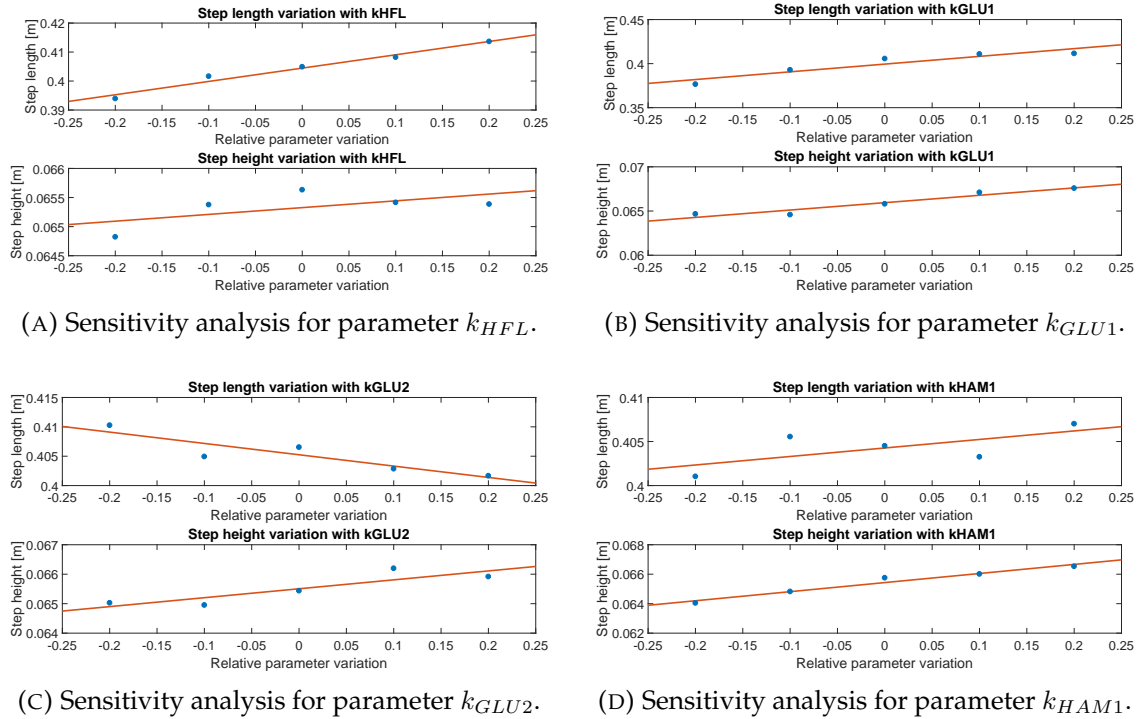 Step length variation with kHFL
Step length [m]
0.42
0.41
0.4
0.39
-0.25 -0.2 -0.15 -0.1 -0.05 0 0.05 0.1 0.15 0.2 0.25
Relative parameter variation
Step height variation with kHFL
Step height [m]
0.066
0.0655
0.065
0.0645
-0.25 -0.2 -0.15 -0.1 -0.05 0 0.05 0.1 0.15 0.2 0.25
Relative parameter variation
(A) Sensitivity analysis for parameter k_{HFL}.
Step length variation with kGLU1
Step length [m]
0.45
0.4
0.35
-0.25 -0.2 -0.15 -0.1 -0.05 0 0.05 0.1 0.15 0.2 0.25
Relative parameter variation
Step height variation with kGLU1
Step height [m]
0.07
0.065
0.06
-0.25 -0.2 -0.15 -0.1 -0.05 0 0.05 0.1 0.15 0.2 0.25
Relative parameter variation
(B) Sensitivity analysis for parameter k_{GLU1}.
Step length variation with kGLU2
Step length [m]
0.415
0.41
0.405
0.4
-0.25 -0.2 -0.15 -0.1 -0.05 0 0.05 0.1 0.15 0.2 0.25
Relative parameter variation
Step height variation with kGLU2
Step height [m]
0.067
0.066
0.065
0.064
-0.25 -0.2 -0.15 -0.1 -0.05 0 0.05 0.1 0.15 0.2 0.25
Relative parameter variation
(C) Sensitivity analysis for parameter k_{GLU2}.
Step length variation with kHAM1
Step length [m]
0.41
0.405
0.4
-0.25 -0.2 -0.15 -0.1 -0.05 0 0.05 0.1 0.15 0.2 0.25
Relative parameter variation
Step height variation with kHAM1
Step height [m]
0.068
0.066
0.064
0.062
-0.25 -0.2 -0.15 -0.1 -0.05 0 0.05 0.1 0.15 0.2 0.25
Relative parameter variation
(D) Sensitivity analysis for parameter k_{HAM1}.